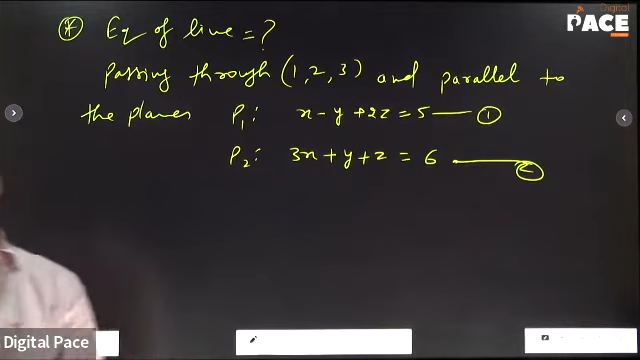 Digital
PACE
* Eq of line = ?
Passing through (1, 2, 3) and parallel to
the planes P₁: x - y + 2z = 5 — ①
P₂: 3x + y + z = 6 — ②
Digital Pace